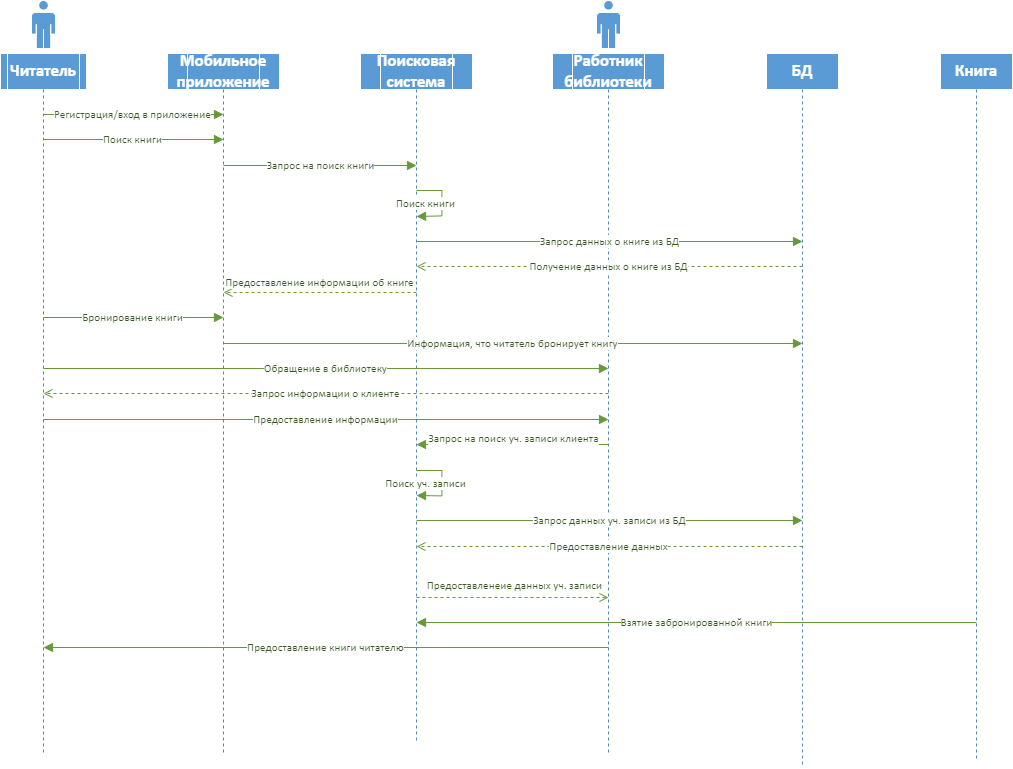 Читатель
Мобильное
приложение
Поисковая
система
Работник
библиотеки
БД
Книга
Регистрация/вход в приложение
Поиск книги
Запрос на поиск книги
Поиск книги
Запрос данных о книге из БД
Получение данных о книге из БД
Предоставление информации об книге
Бронирование книги
Информация, что читатель бронирует книгу
Обращение в библиотеку
Запрос информации о клиенте
Предоставление информации
Запрос на поиск уч. записи клиента
Поиск уч. записи
Запрос данных уч. записи из БД
Предоставление данных
Предоставленеие данных уч. записи
Взятие забронированной книги
Предоставление книги читателю